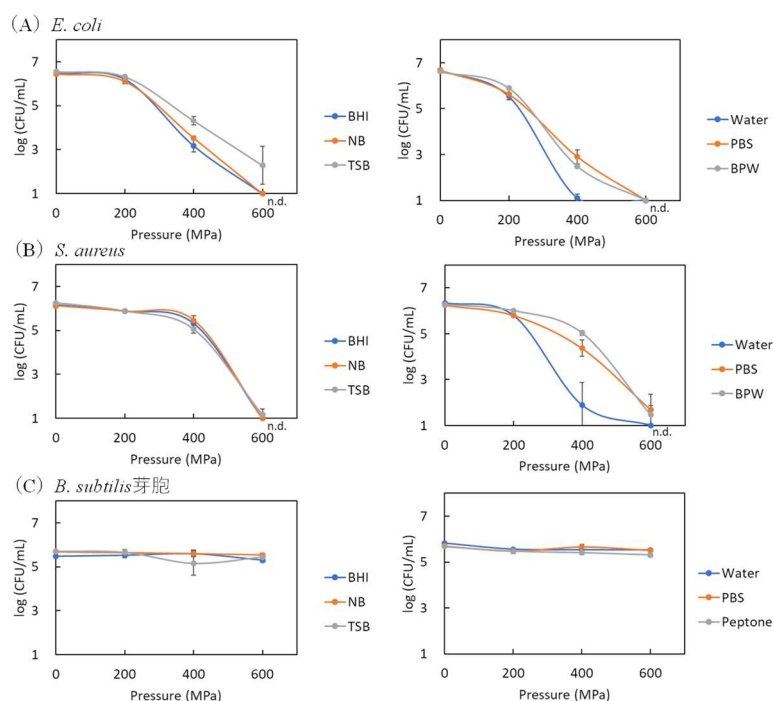 (A) E. coli
7
5
3
1
log (CFU/mL)
0 200 400 600
n.d.
Pressure (MPa)
BHI
NB
TSB
7
5
3
1
log (CFU/mL)
0 200 400 600
n.d.
Pressure (MPa)
Water
PBS
BPW
(B) S. aureus
7
5
3
1
log (CFU/mL)
0 200 400 600
n.d.
Pressure (MPa)
BHI
NB
TSB
7
5
3
1
log (CFU/mL)
0 200 400 600
n.d.
Pressure (MPa)
Water
PBS
BPW
(C) B. subtilis芽胞
7
5
3
1
log (CFU/mL)
0 200 400 600
Pressure (MPa)
BHI
NB
TSB
7
5
3
1
log (CFU/mL)
0 200 400 600
Pressure (MPa)
Water
PBS
Peptone